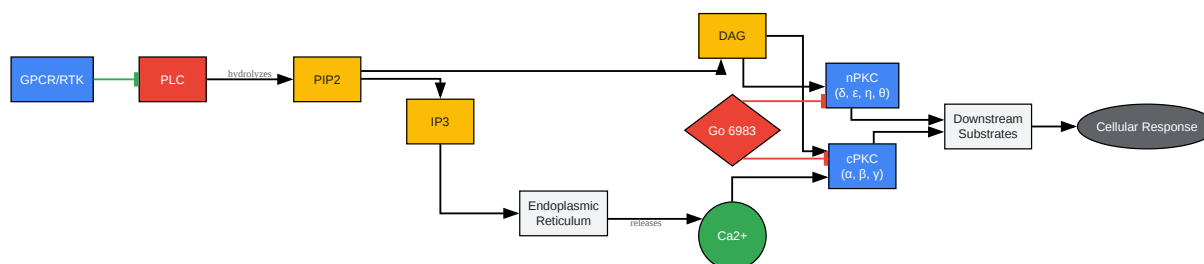 GPCR/RTK
PLC
hydrolyzes
PIP2
IP3
Endoplasmic
Reticulum
releases
Ca2+
DAG
Go 6983
nPKC
(δ, ε, η, θ)
cPKC
(α, β, γ)
Downstream
Substrates
Cellular Response